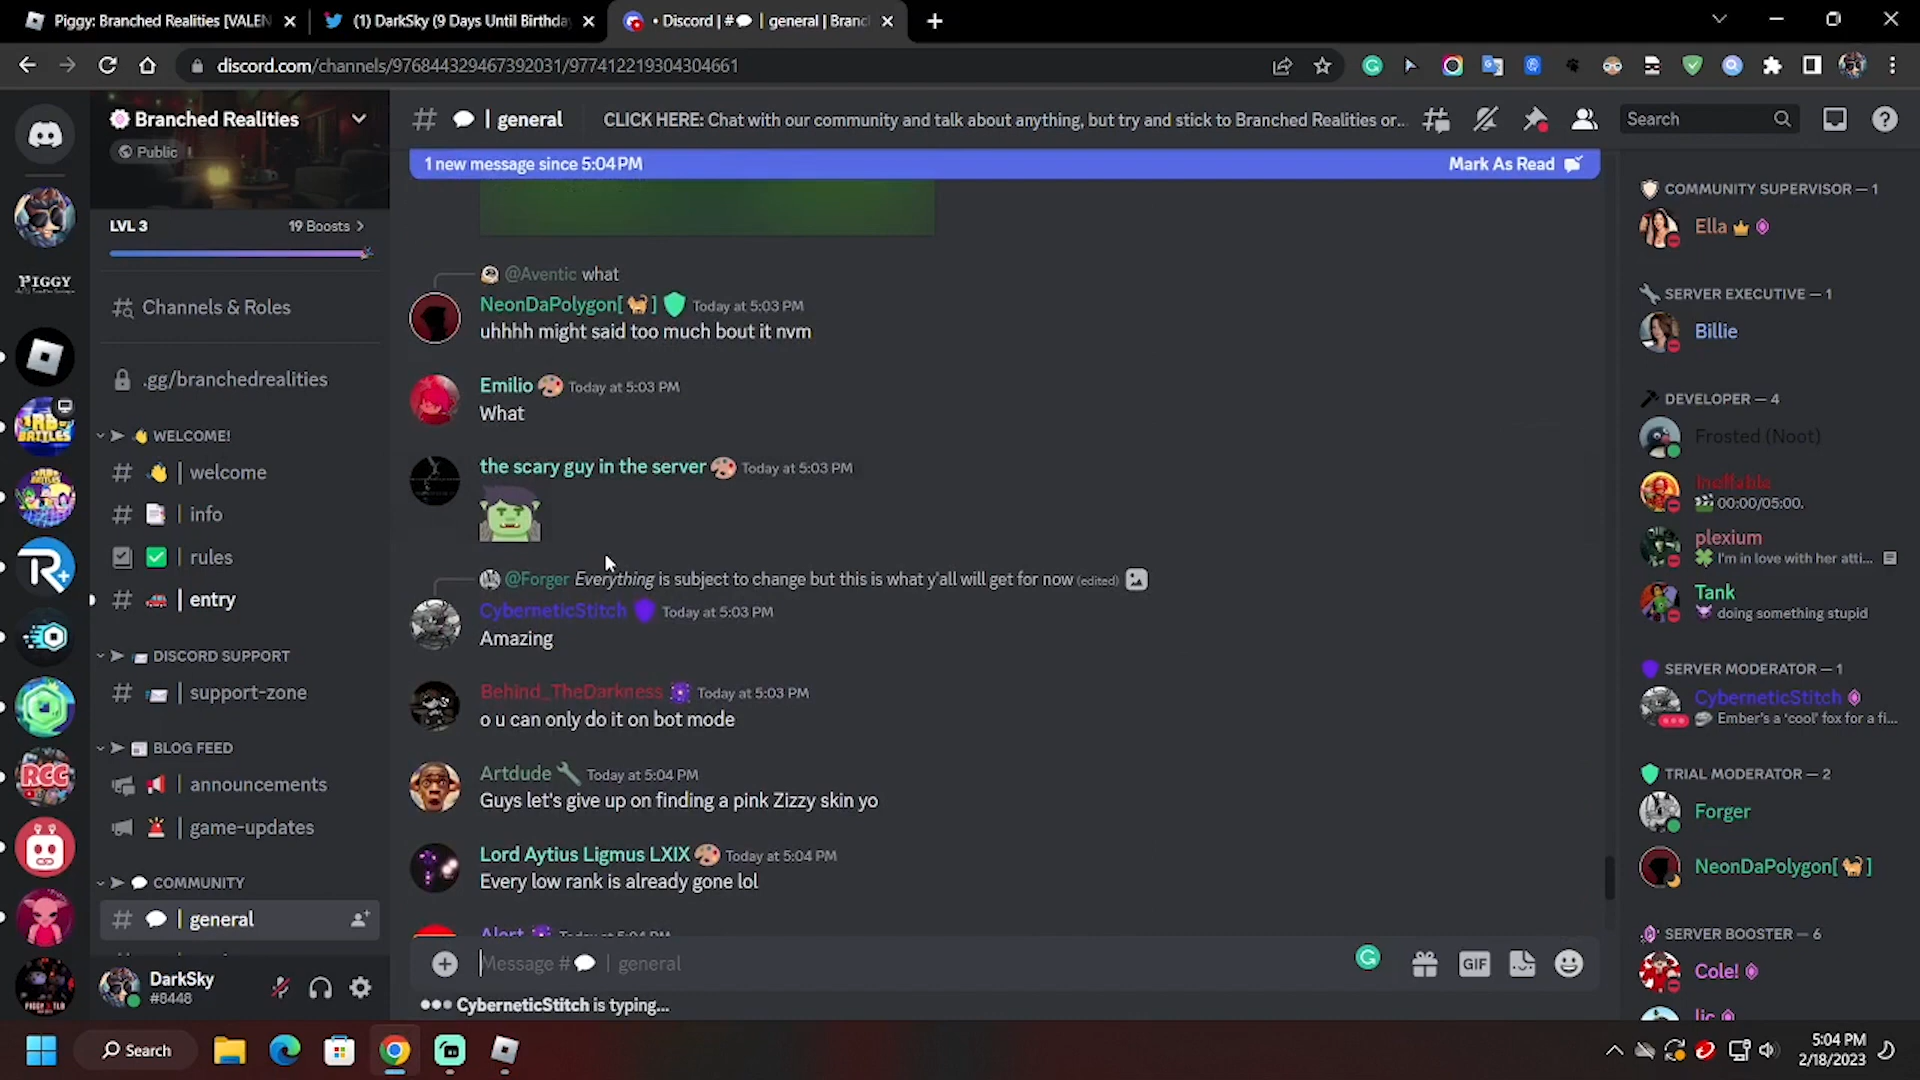 Piggy: Branched Realities [VALEN
(1) DarkSky (9 Days Until Birthda
• Discord | # | general | Branc
discord.com/channels/976844329467392031/977412219304304661
Branched Realities
Public
LVL 3
19 Boosts
PIGGY
Channels & Roles
.gg/branchedrealities
WELCOME!
| welcome
| info
| rules
| entry
DISCORD SUPPORT
| support-zone
BLOG FEED
| announcements
| game-updates
COMMUNITY
| general
DarkSky
#8448
| general
CLICK HERE: Chat with our community and talk about anything, but try and stick to Branched Realities or...
Search
1 new message since 5:04 PM
Mark As Read
@Aventic what
NeonDaPolygon[ ] Today at 5:03 PM
uhhhh might said too much bout it nvm
Emilio Today at 5:03 PM
What
the scary guy in the server Today at 5:03 PM
@Forger Everything is subject to change but this is what y'all will get for now (edited)
CyberneticStitch Today at 5:03 PM
Amazing
Behind_TheDarkness Today at 5:03 PM
o u can only do it on bot mode
Artdude Today at 5:04 PM
Guys let's give up on finding a pink Zizzy skin yo
Lord Aytius Ligmus LXIX Today at 5:04 PM
Every low rank is already gone lol
Alert Today at 5:04 PM
Message # | general
GIF
CyberneticStitch is typing...
COMMUNITY SUPERVISOR — 1
Ella
SERVER EXECUTIVE — 1
Billie
DEVELOPER — 4
Frosted (Noot)
Ineffable
00:00/05:00.
plexium
I'm in love with her atti...
Tank
doing something stupid
SERVER MODERATOR — 1
CyberneticStitch
Ember's a 'cool' fox for a fi...
TRIAL MODERATOR — 2
Forger
NeonDaPolygon[ ]
SERVER BOOSTER — 6
Cole!
RB BATTLES
RCC
Search
5:04 PM
2/18/2023